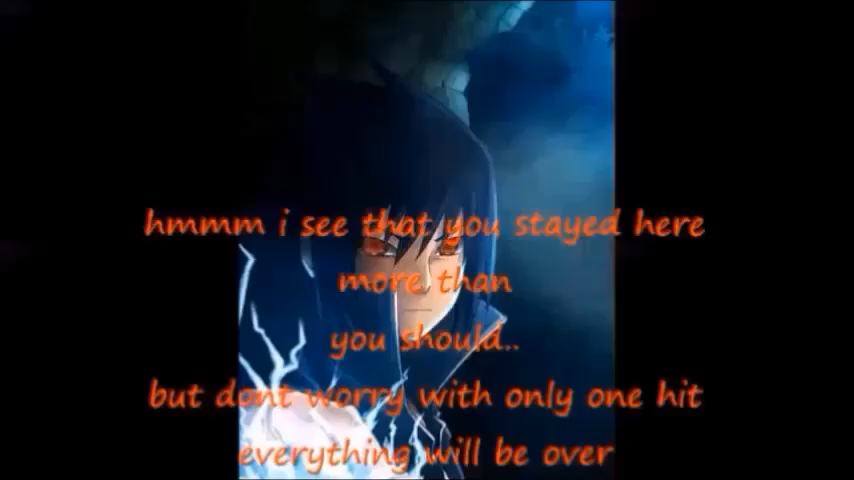 hmmm i see that you stayed here
more than
you should..
but dont worry with only one hit
everything will be over